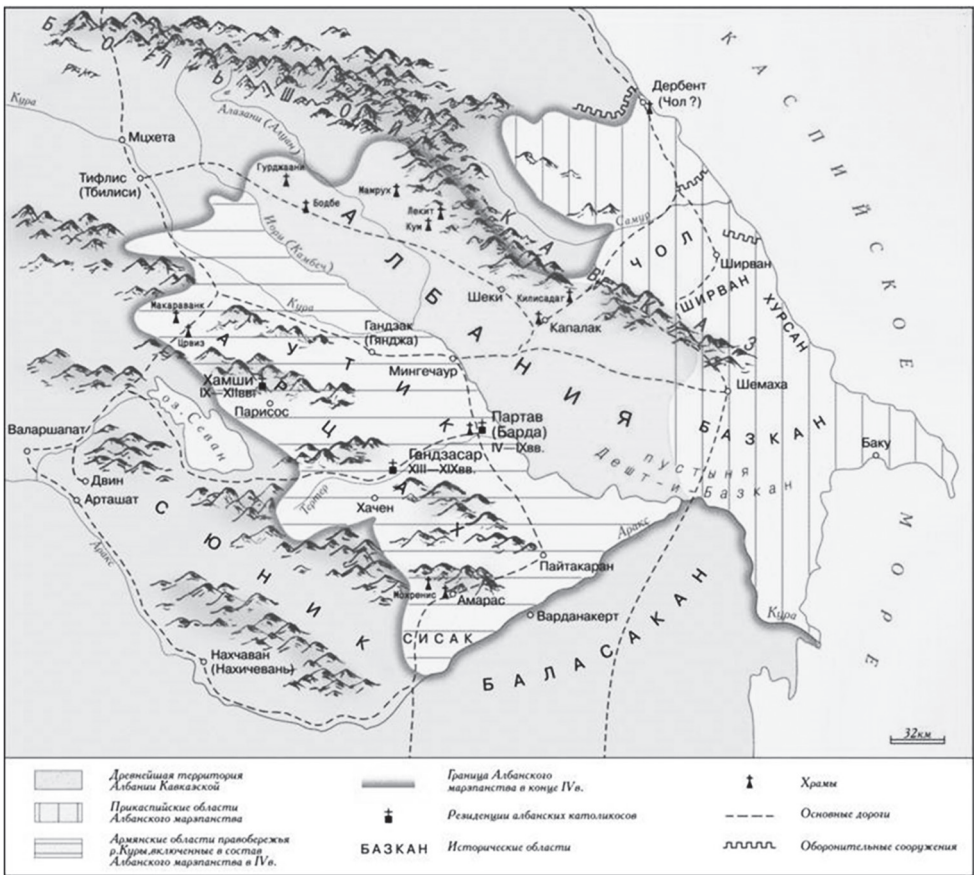 БОЛЬШОЙ КАВКАЗ
КАСПИЙСКОЕ МОРЕ
Дербент
(Чол ?)
Кура
Алазани (Алуан)
Мцхета
Тифлис
(Тбилиси)
Гурджаани
Бодбе
Мамрух
Лекит
Кум
Самур
АЛБАНИЯ
Иори (Камбеч)
ЧОЛ
Ширван
ШИРВАН
ХУРСАН
Шеки
Килисадаг
Капалак
Кура
Макараванк
Црвиз
Гандзак
(Гянджа)
Мингечаур
УТИК
АРЦАХ
Хамши
IX—XIIвв
Парисос
оз. Севан
Шемаха
Валаршапат
Партав
(Барда)
IV—IXвв.
БАЗКАН
Баку
Гандзасар
XIII—XIXвв.
пустыня
Дешт-и-Базкан
Двин
Арташат
Тертер
Хачен
СЮНИК
Аракс
Аракс
Пайтакаран
Мохренис
Амарас
Варданакерт
СИСАК
БАЛАСАКАН
Кура
Нахчаван
(Нахичевань)
32км
Древнейшая территория
Албании Кавказской
Прикаспийские области
Албанского марзпанства
Армянские области правобережья
р.Куры,включенные в состав
Албанского марзпанства в IVв.
Граница Албанского
марзпанства в конце IVв.
Резиденции албанских католикосов
БАЗКАН Исторические области
Храмы
Основные дороги
Оборонительные сооружения